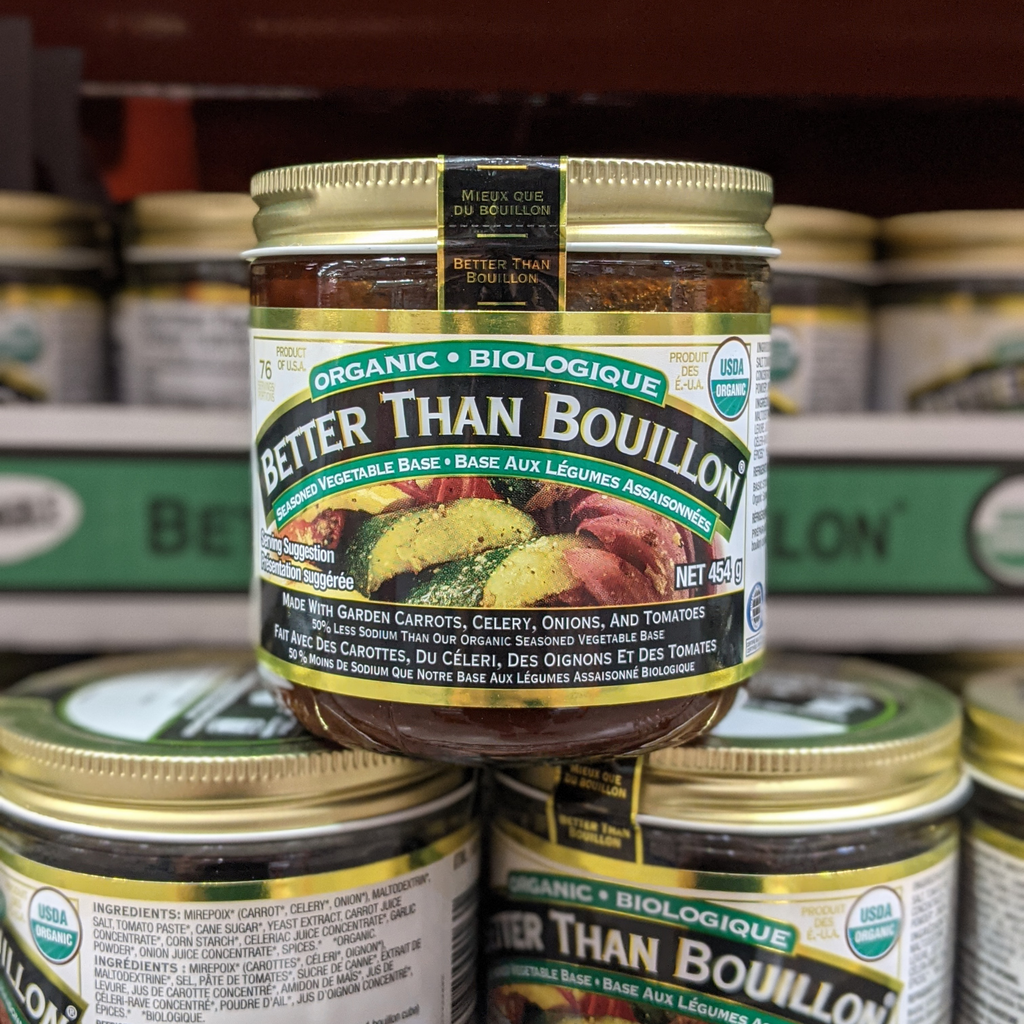 MIEUX QUE
DU BOUILLON
BETTER THAN
BOUILLON
76
PRODUCT
OF U.S.A.
ORGANIC • BIOLOGIQUE
PRODUIT
DES
É.-U.A.
USDA
ORGANIC
BETTER THAN BOUILLON®
SEASONED VEGETABLE BASE • BASE AUX LÉGUMES ASSAISONNÉES
Serving Suggestion
Présentation suggérée
NET 454 g
MADE WITH GARDEN CARROTS, CELERY, ONIONS, AND TOMATOES
50% LESS SODIUM THAN OUR ORGANIC SEASONED VEGETABLE BASE
FAIT AVEC DES CAROTTES, DU CÉLERI, DES OIGNONS ET DES TOMATES
50 % MOINS DE SODIUM QUE NOTRE BASE AUX LÉGUMES ASSAISONNÉ BIOLOGIQUE
BE
LLON
USDA
ORGANIC
INGREDIENTS: MIREPOIX* (CARROT*, CELERY*, ONION*), MALTODEXTRIN*,
SALT, TOMATO PASTE*, CANE SUGAR*, YEAST EXTRACT, CARROT JUICE
CONCENTRATE*, CORN STARCH*, CELERIAC JUICE CONCENTRATE*, GARLIC
POWDER*, ONION JUICE CONCENTRATE*, SPICES.* *ORGANIC.
INGRÉDIENTS : MIREPOIX* (CAROTTES*, CÉLERI*, OIGNON*),
MALTODEXTRINE*, SEL, PÂTE DE TOMATES*, SUCRE DE CANNE*, EXTRAIT DE
LEVURE, JUS DE CAROTTE CONCENTRÉ*, AMIDON DE MAÏS*, JUS DE
CÉLERI-RAVE CONCENTRÉ*, POUDRE D'AIL*, JUS D'OIGNON CONCENTRÉ*,
ÉPICES.* *BIOLOGIQUE.
ILLON®
MIEUX QUE
DU BOUILLON
BETTER THAN
BOUILLON
ORGANIC • BIOLOGIQUE
PRODUIT
DES
É.-U.A.
USDA
ORGANIC
TTER THAN BOUILLON
VEGETABLE BASE • BASE AUX LÉGUMES A